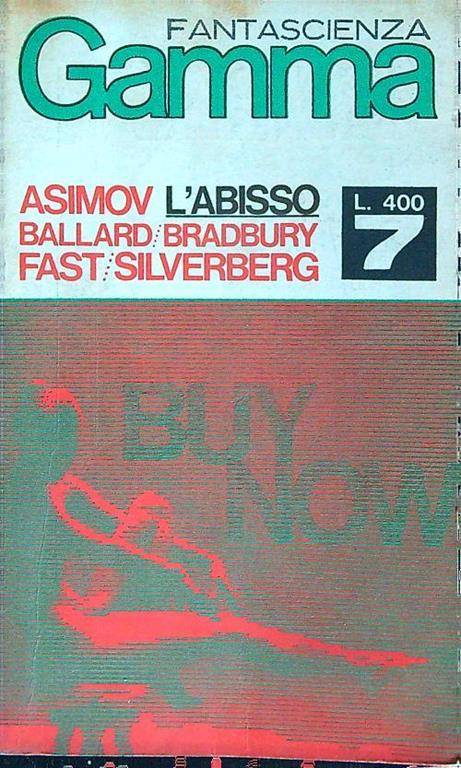 FANTASCIENZA
Gamma
ASIMOV L'ABISSO
BALLARD/BRADBURY
FAST/SILVERBERG
L. 400
7
BUY
NOW